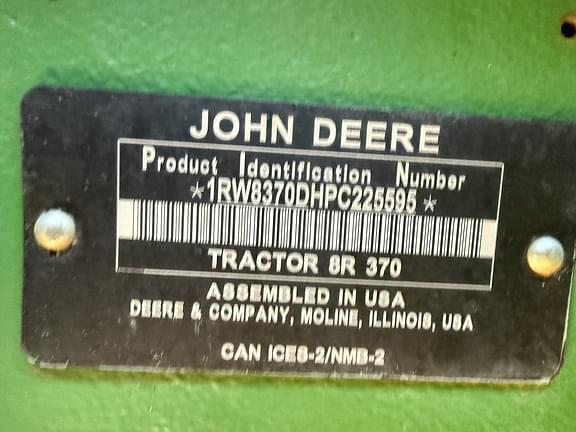 JOHN DEERE
Product Identification Number
*1RW8370DHPC225595*
TRACTOR 8R 370
ASSEMBLED IN USA
DEERE & COMPANY, MOLINE, ILLINOIS, USA
CAN ICES-2/NMB-2